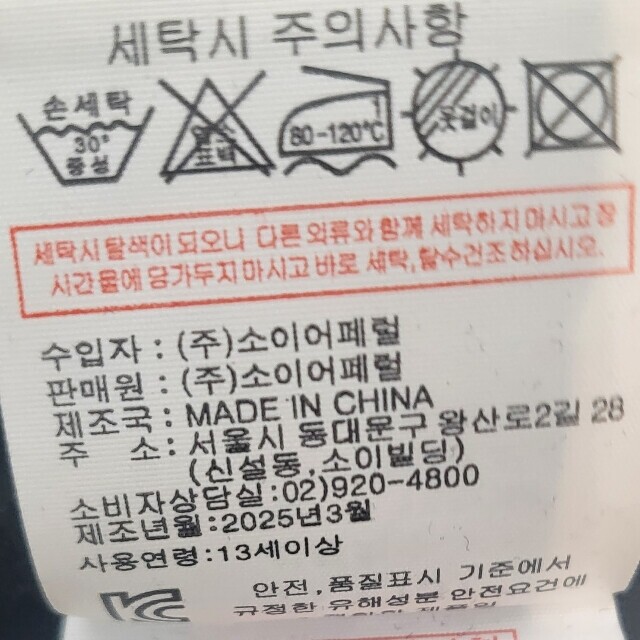 세탁시 주의사항
손세탁
30°
중성
염소
표백
80-120℃
옷걸이
세탁시 탈색이 되오니 다른 의류와 함께 세탁하지 마시고 장
시간 물에 담가두지 마시고 바로 세탁, 탈수건조 하십시오.
수입자 : (주)소이어패럴
판매원 : (주)소이어패럴
제조국 : MADE IN CHINA
주 소 : 서울시 동대문구 왕산로2길 28
(신설동, 소이빌딩)
소비자상담실:02)920-4800
제조년월:2025년3월
사용연령:13세이상
안전,품질표시 기준에서
규정한 유해성분 안전요건에